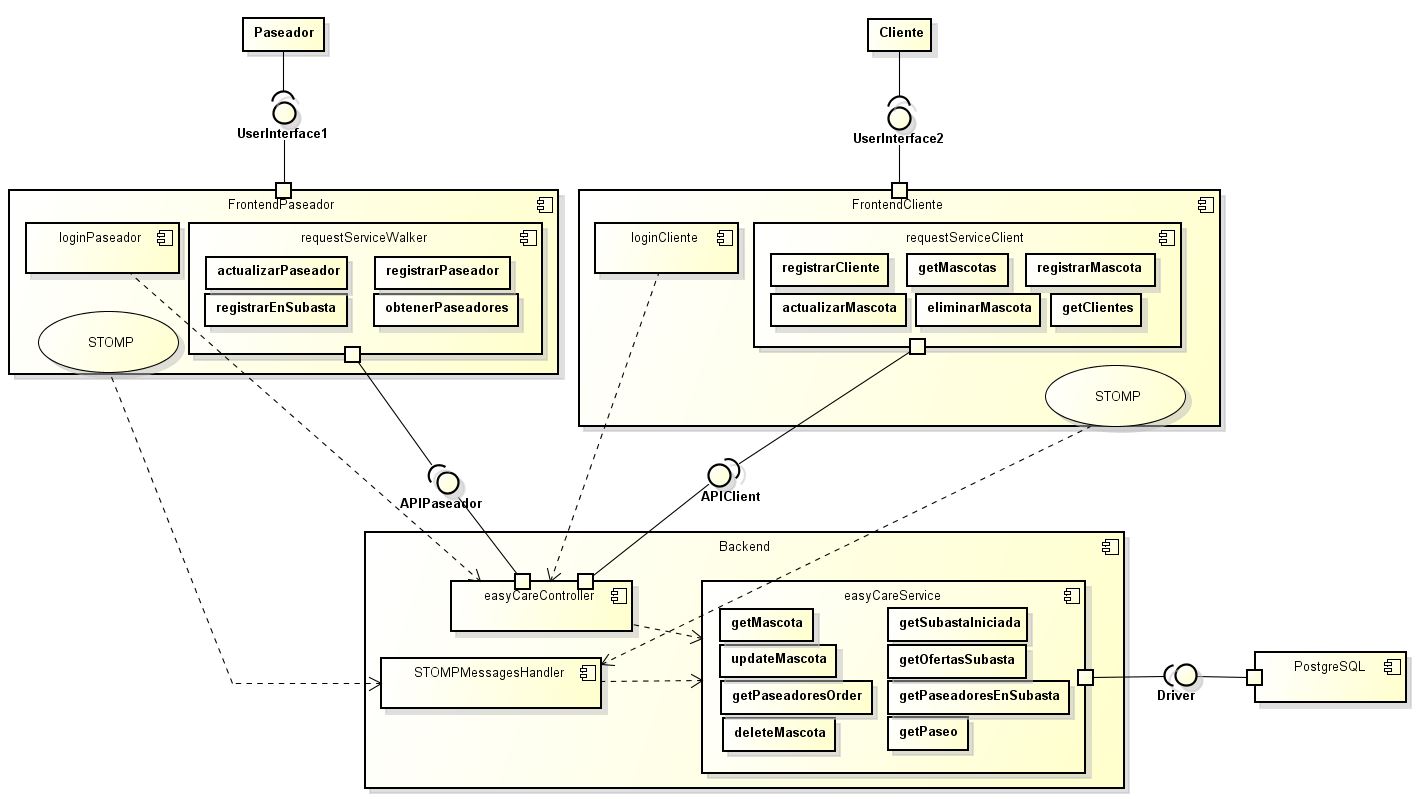 Paseador
Cliente
UserInterface1
UserInterface2
FrontendPaseador
loginPaseador
requestServiceWalker
actualizarPaseador
registrarPaseador
registrarEnSubasta
obtenerPaseadores
STOMP
FrontendCliente
loginCliente
requestServiceClient
registrarCliente
getMascotas
registrarMascota
actualizarMascota
eliminarMascota
getClientes
STOMP
APIPaseador
APIClient
Backend
easyCareController
STOMPMessagesHandler
easyCareService
getMascota
getSubastaIniciada
updateMascota
getOfertasSubasta
getPaseadoresOrder
getPaseadoresEnSubasta
deleteMascota
getPaseo
Driver
PostgreSQL